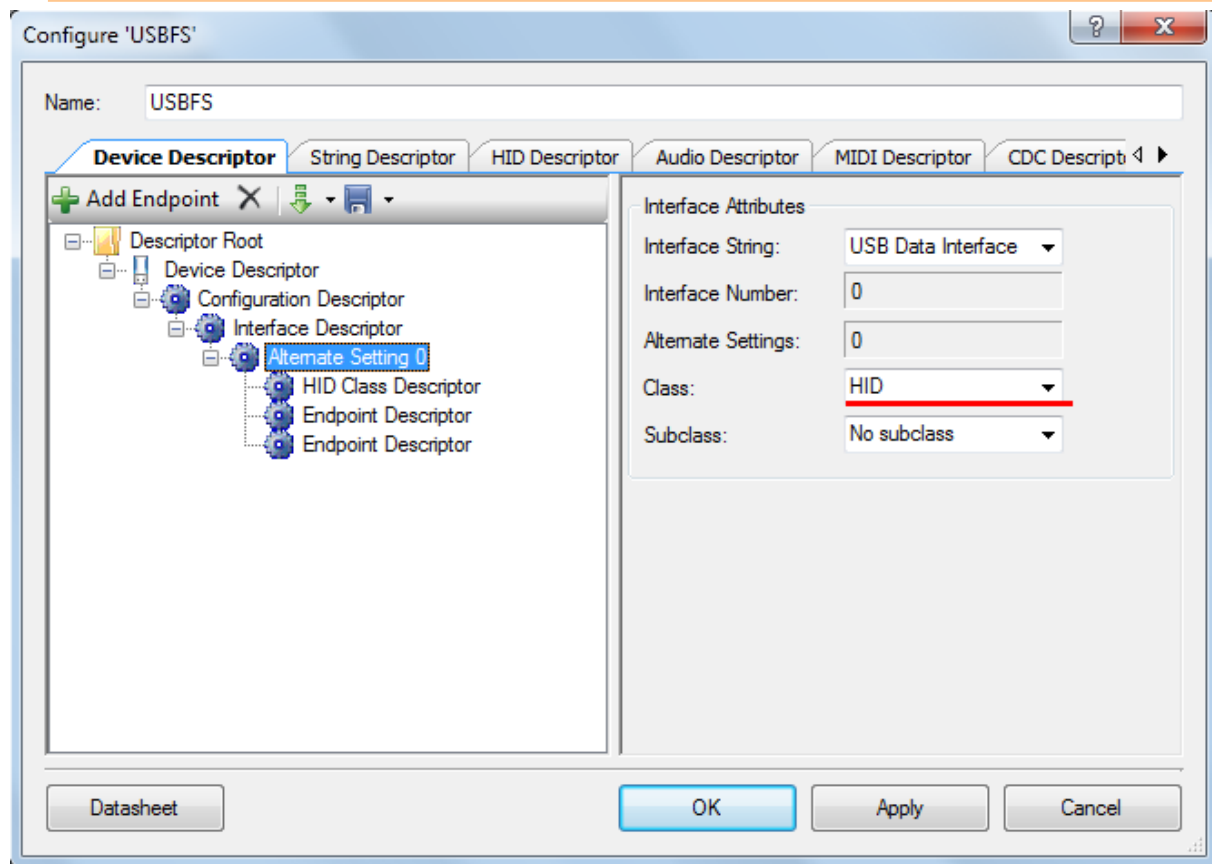 Configure 'USBFS'
Name: USBFS
Device Descriptor String Descriptor HID Descriptor Audio Descriptor MIDI Descriptor CDC Descript
Add Endpoint
Descriptor Root
Device Descriptor
Configuration Descriptor
Interface Descriptor
Alternate Setting 0
HID Class Descriptor
Endpoint Descriptor
Endpoint Descriptor
Interface Attributes
Interface String: USB Data Interface
Interface Number: 0
Alternate Settings: 0
Class: HID
Subclass: No subclass
Datasheet OK Apply Cancel